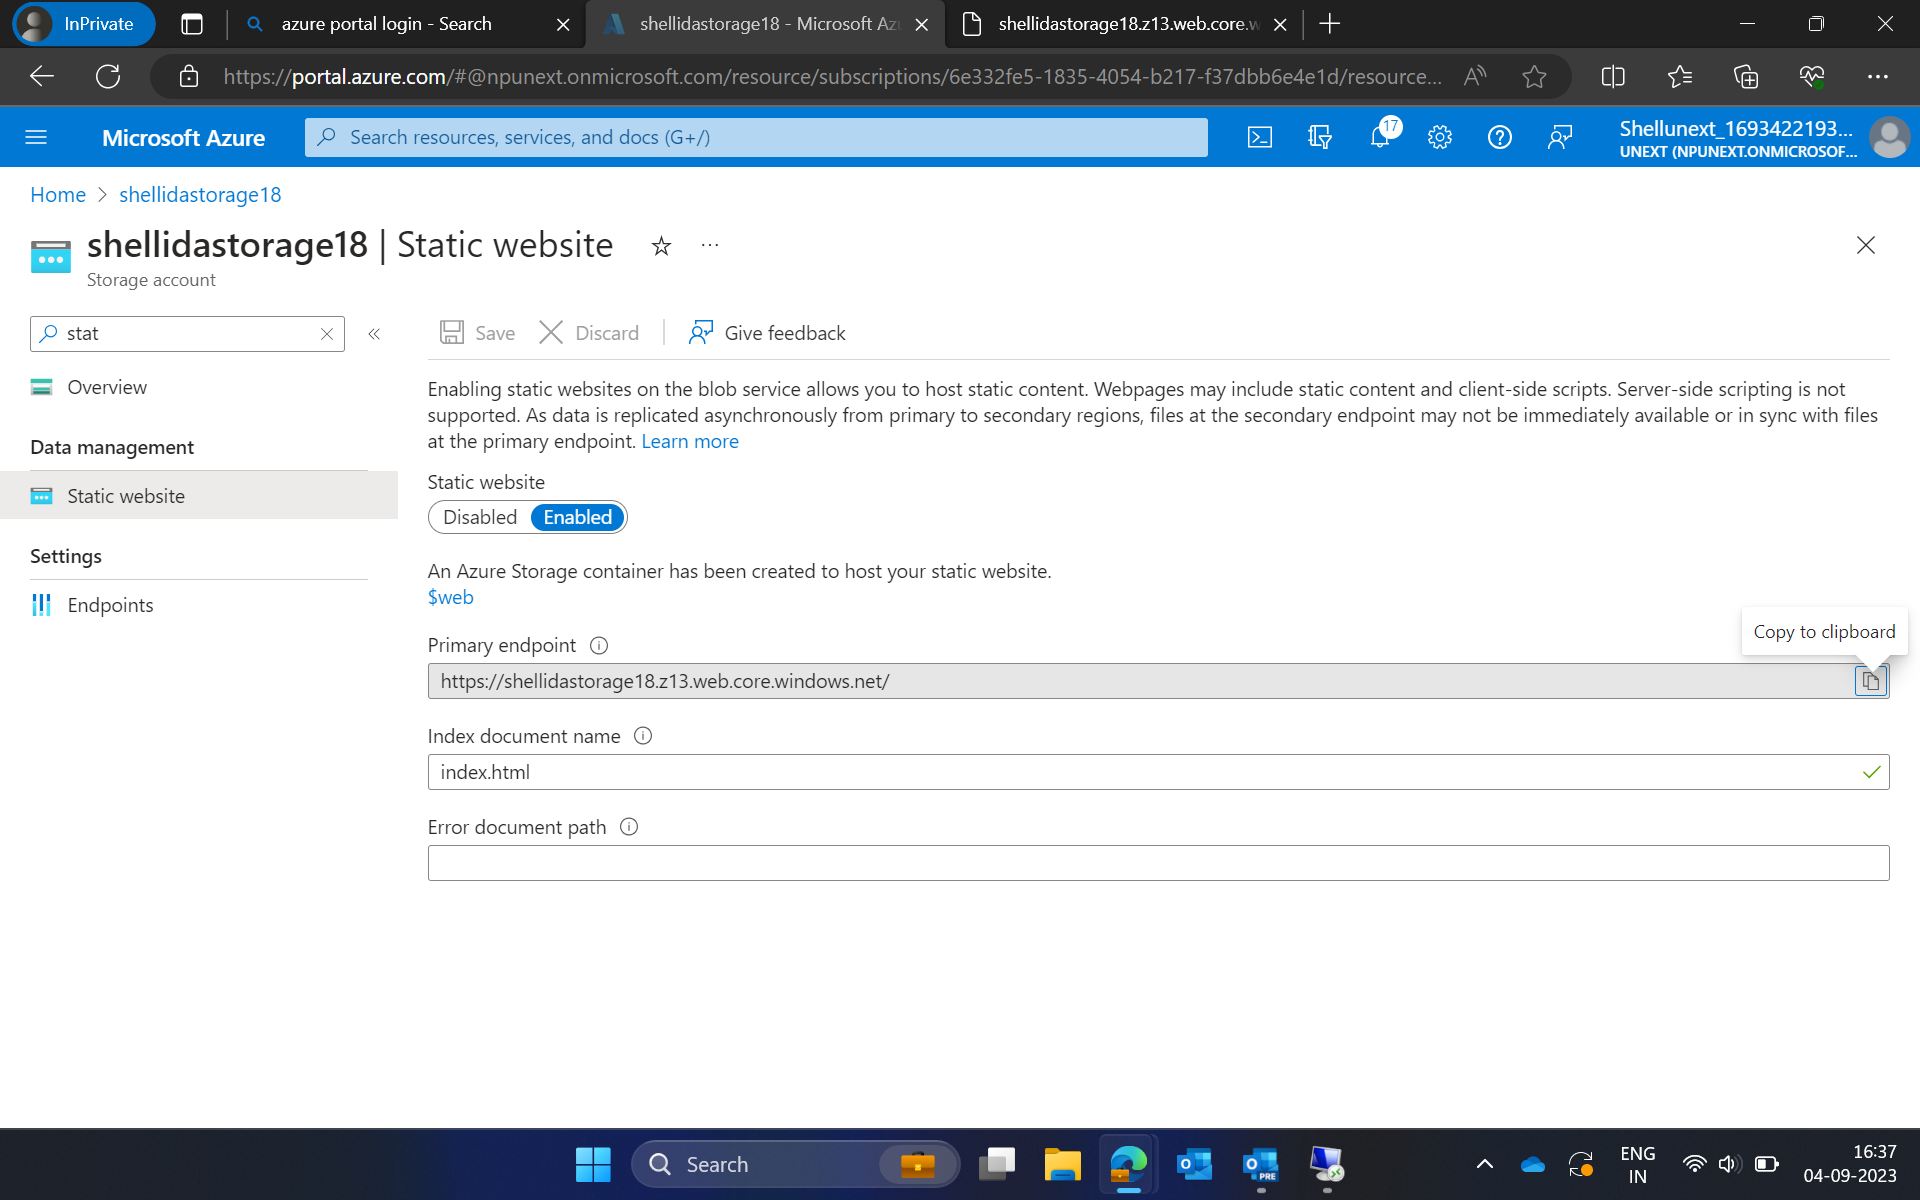 InPrivate
azure portal login - Search
shellidastorage18 - Microsoft Az
shellidastorage18.z13.web.core.w
https://portal.azure.com/#@npunext.onmicrosoft.com/resource/subscriptions/6e332fe5-1835-4054-b217-f37dbb6e4e1d/resource...
Microsoft Azure
Search resources, services, and docs (G+/)
17
Shellunext_1693422193...
UNEXT (NPUNEXT.ONMICROSOF...
Home > shellidastorage18
shellidastorage18 | Static website
...
Storage account
stat
«
Save
Discard
Give feedback
Overview
Data management
Static website
Settings
Endpoints
Enabling static websites on the blob service allows you to host static content. Webpages may include static content and client-side scripts. Server-side scripting is not
supported. As data is replicated asynchronously from primary to secondary regions, files at the secondary endpoint may not be immediately available or in sync with files
at the primary endpoint. Learn more
Static website
Disabled Enabled
An Azure Storage container has been created to host your static website.
$web
Copy to clipboard
Primary endpoint
https://shellidastorage18.z13.web.core.windows.net/
Index document name
index.html
Error document path
Search
PRE
ENG
IN
16:37
04-09-2023